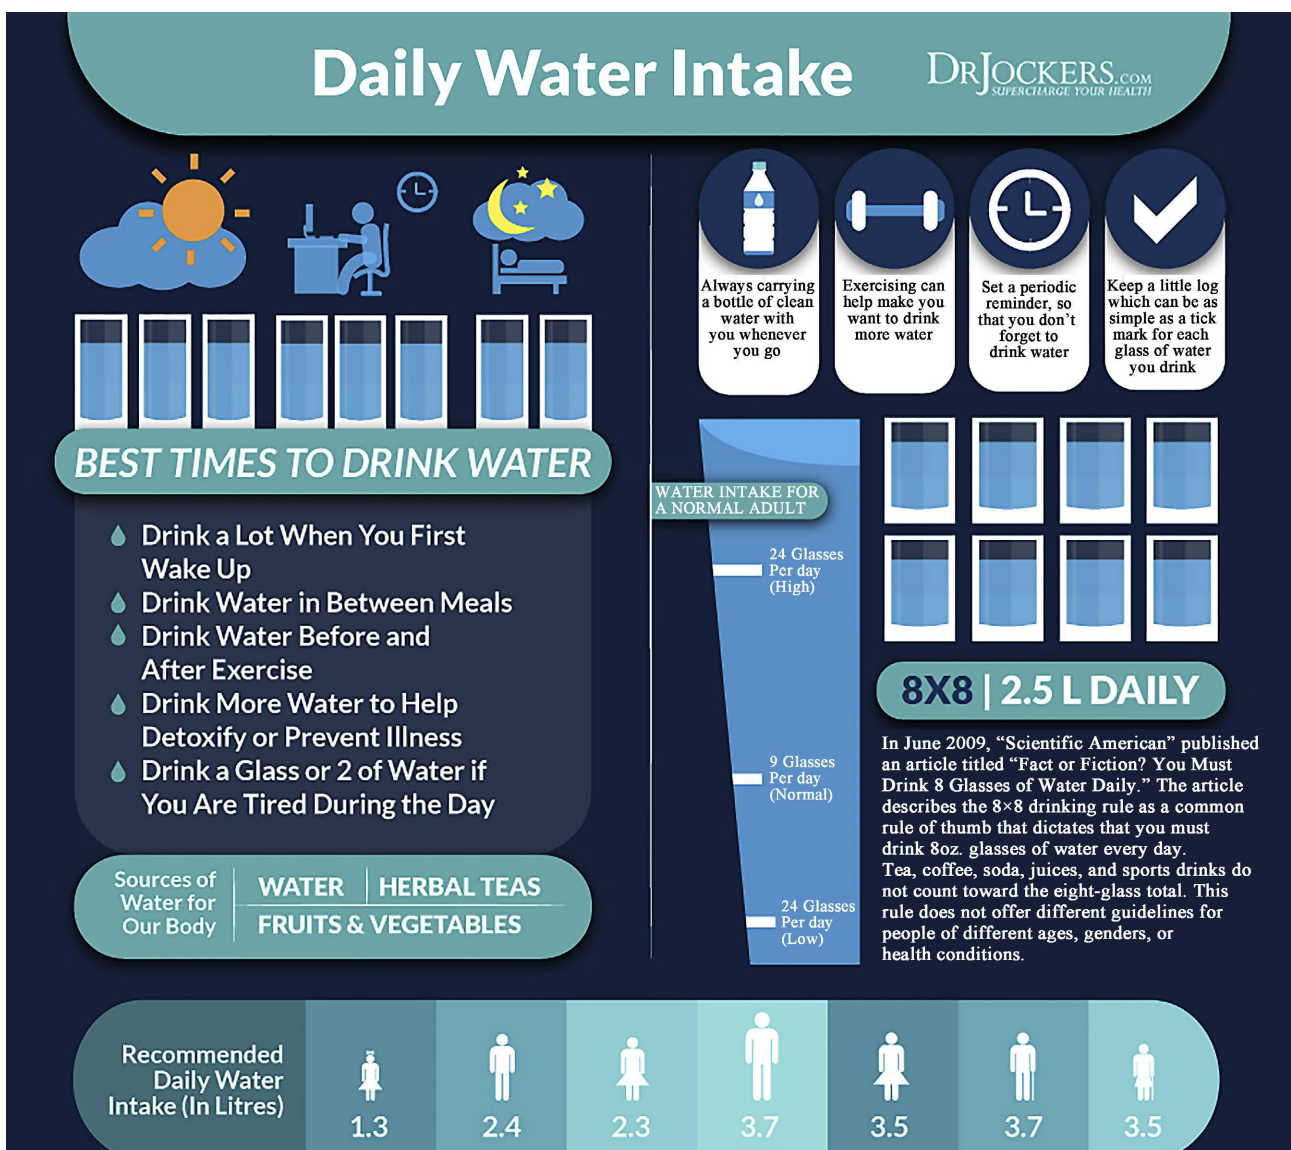 Daily Water Intake
DRJOCKERS.COM
SUPERCHARGE YOUR HEALTH
BEST TIMES TO DRINK WATER
Drink a Lot When You First
Wake Up
Drink Water in Between Meals
Drink Water Before and
After Exercise
Drink More Water to Help
Detoxify or Prevent Illness
Drink a Glass or 2 of Water if
You Are Tired During the Day
Sources of
Water for
Our Body
WATER
HERBAL TEAS
FRUITS & VEGETABLES
Always carrying
a bottle of clean
water with
you whenever
you go
Exercising can
help make you
want to drink
more water
Set a periodic
reminder, so
that you don't
forget to
drink water
Keep a little log
which can be as
simple as a tick
mark for each
glass of water
you drink
WATER INTAKE FOR
A NORMAL ADULT
24 Glasses
Per day
(High)
9 Glasses
Per day
(Normal)
24 Glasses
Per day
(Low)
8X8 | 2.5 L DAILY
In June 2009, “Scientific American” published
an article titled “Fact or Fiction? You Must
Drink 8 Glasses of Water Daily.” The article
describes the 8×8 drinking rule as a common
rule of thumb that dictates that you must
drink 8oz. glasses of water every day.
Tea, coffee, soda, juices, and sports drinks do
not count toward the eight-glass total. This
rule does not offer different guidelines for
people of different ages, genders, or
health conditions.
Recommended
Daily Water
Intake (In Litres)
1.3
2.4
2.3
3.7
3.5
3.7
3.5